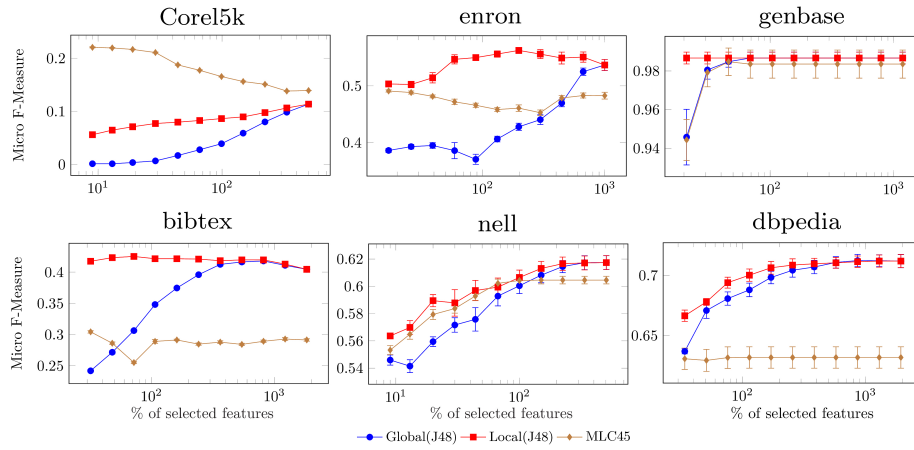 Corel5k
enron
genbase
Micro F-Measure
0.2
0.1
0
10^1
10^2
0.5
0.4
10^2
10^3
0.98
0.96
0.94
10^2
10^3
bibtex
nell
dbpedia
Micro F-Measure
0.4
0.35
0.3
0.25
10^2
10^3
0.62
0.6
0.58
0.56
0.54
10^1
10^2
0.7
0.65
10^2
10^3
% of selected features
% of selected features
% of selected features
Global(J48) Local(J48) MLC45